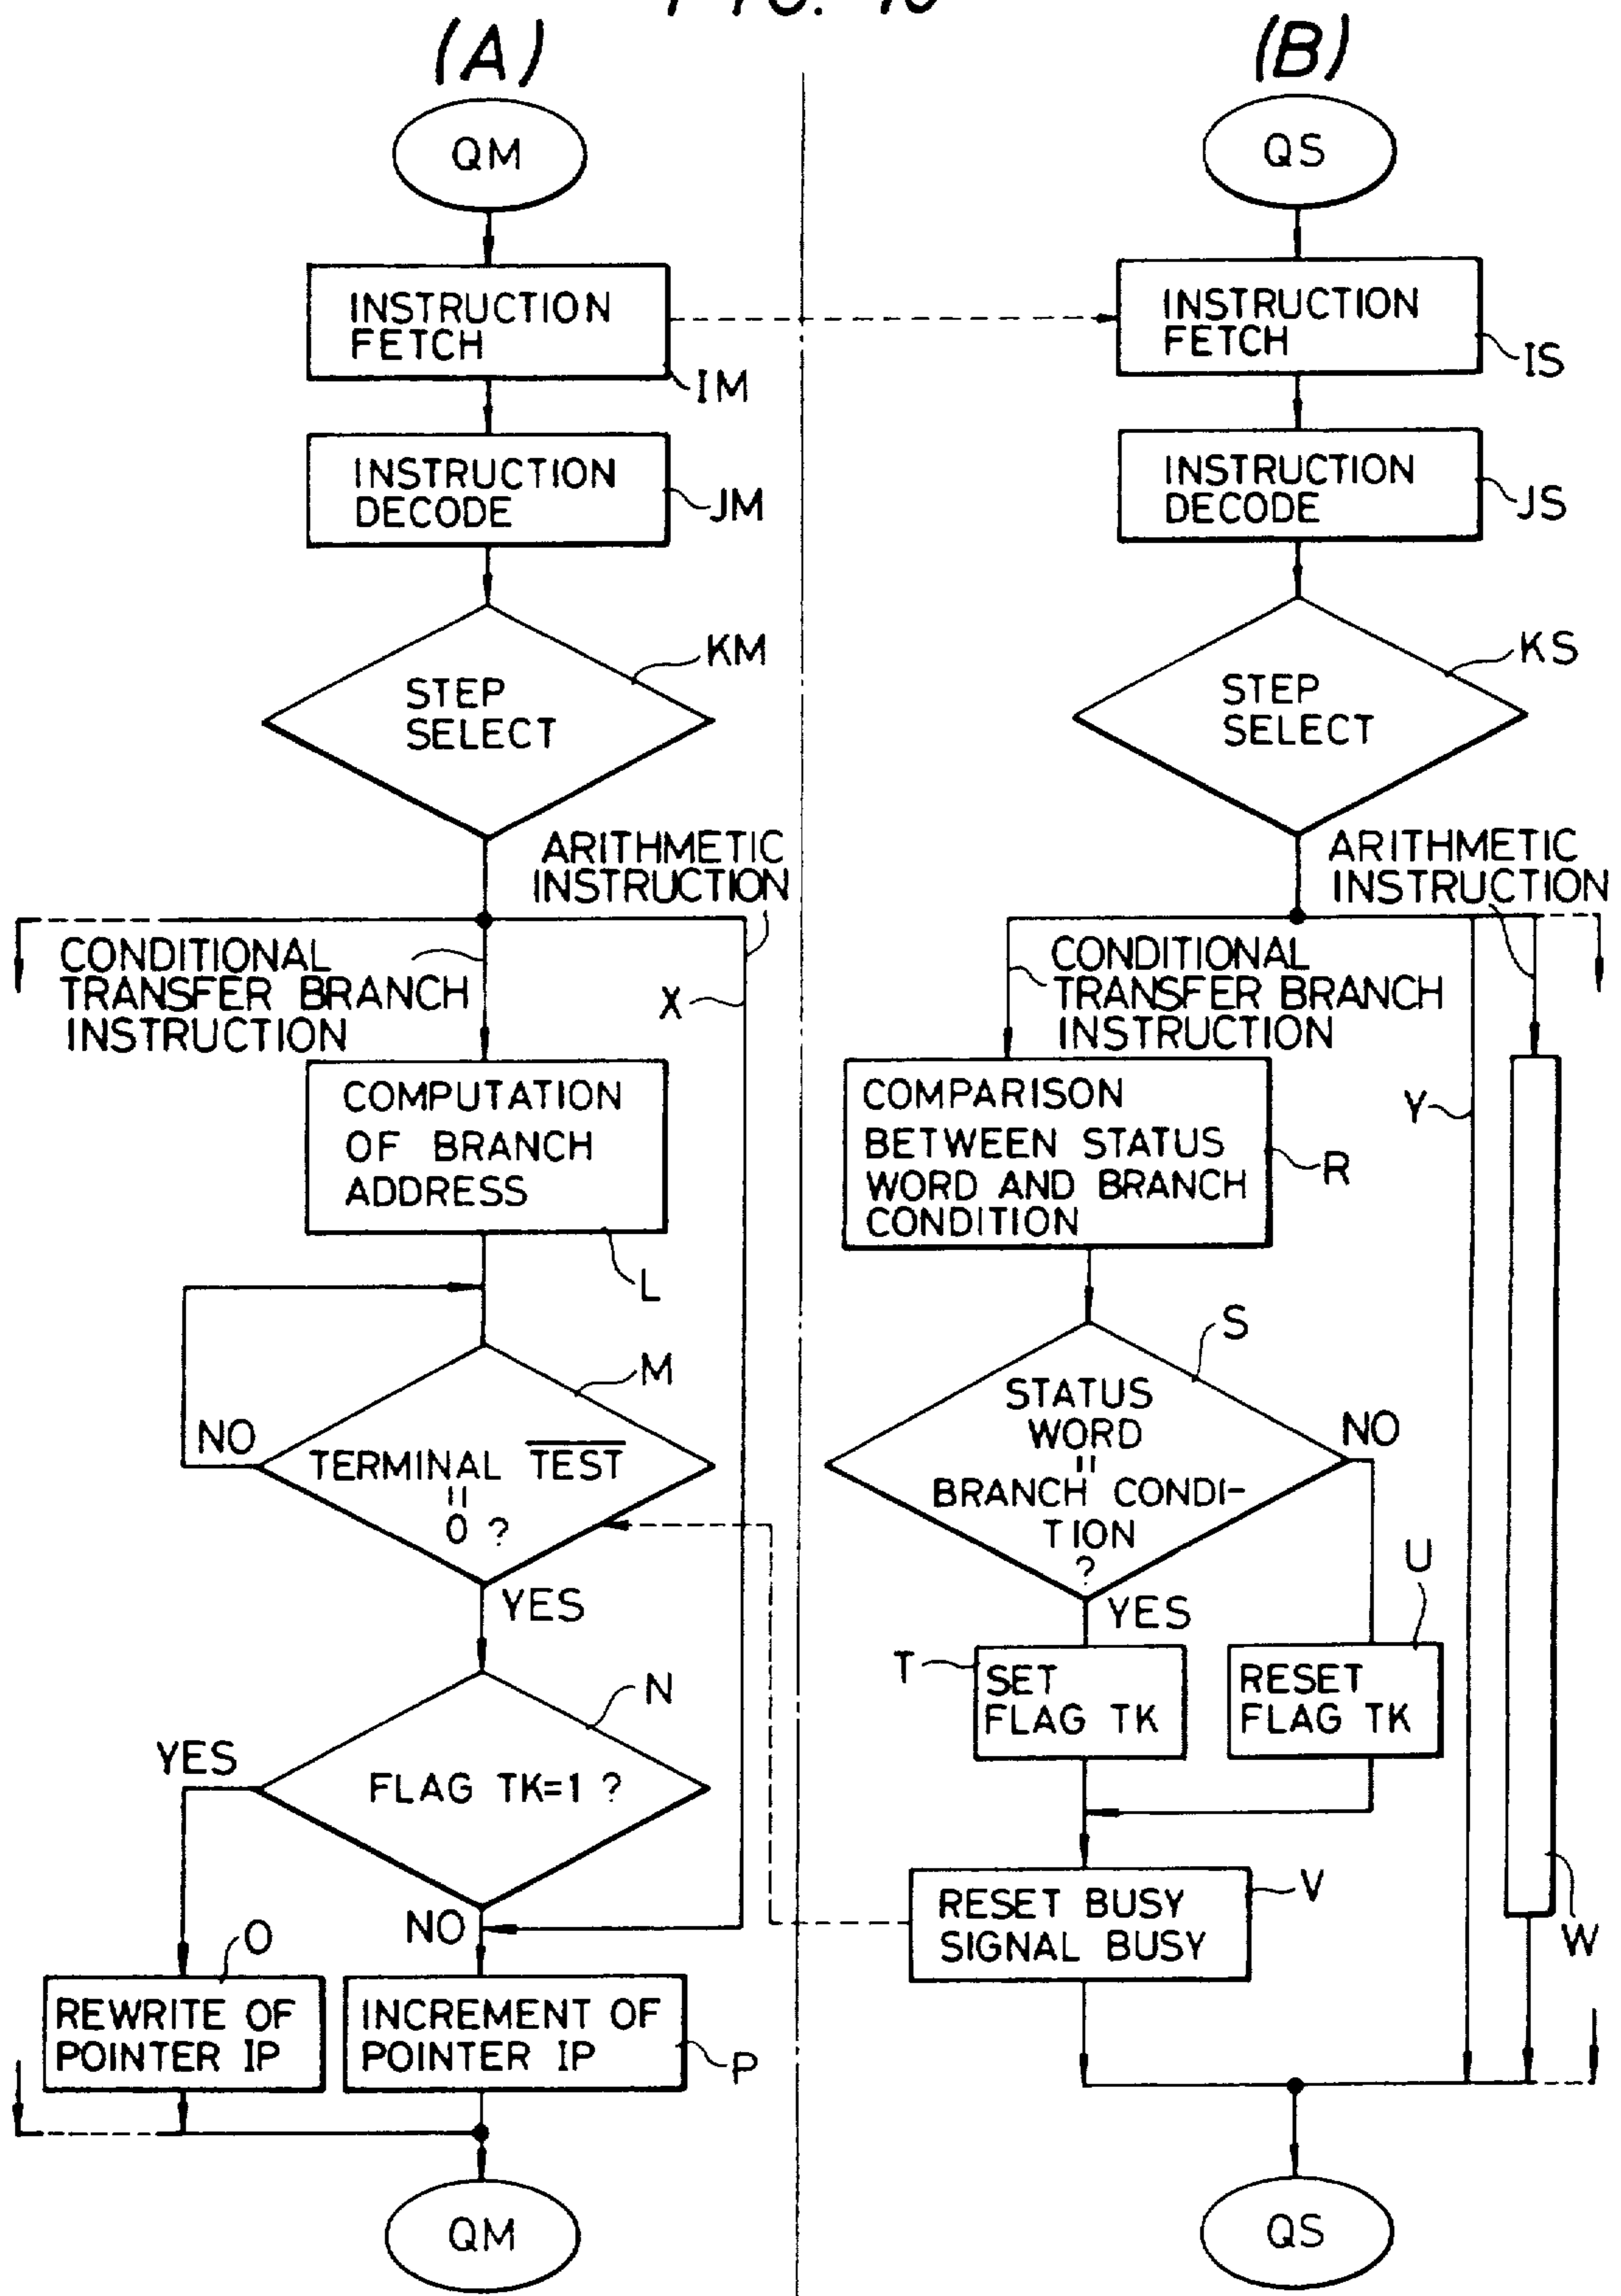 (A)
QM
INSTRUCTION
FETCH
IM
INSTRUCTION
DECODE
JM
KM
STEP
SELECT
ARITHMETIC
INSTRUCTION
CONDITIONAL
TRANSFER BRANCH
INSTRUCTION
X
COMPUTATION
OF BRANCH
ADDRESS
L
M
NO
TERMINAL T̅E̅S̅T̅
=
0 ?
YES
N
YES
FLAG TK=1 ?
NO
O
REWRITE OF
POINTER IP
INCREMENT OF
POINTER IP
P
QM
(B)
QS
INSTRUCTION
FETCH
IS
INSTRUCTION
DECODE
JS
KS
STEP
SELECT
ARITHMETIC
INSTRUCTION
CONDITIONAL
TRANSFER BRANCH
INSTRUCTION
Y
COMPARISON
BETWEEN STATUS
WORD AND BRANCH
CONDITION
R
S
STATUS
WORD
=
BRANCH CONDI-
TION
?
NO
YES
U
T
SET
FLAG TK
RESET
FLAG TK
RESET BUSY
SIGNAL BUSY
V
W
QS